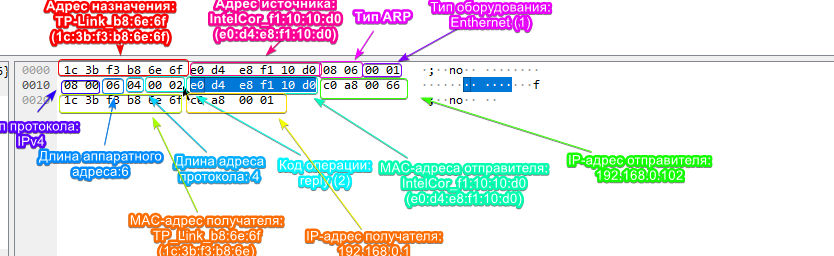 Адрес назначения:
TP-Link_b8:6e:6f
(1c:3b:f3:b8:6e:6f)
Адрес источника:
IntelCor_f1:10:10:d0
(e0:d4:e8:f1:10:d0)
Тип ARP
Тип оборудования:
Enthernet (1)
0000 1c 3b f3 b8 6e 6f e0 d4 e8 f1 10 d0 08 06 00 01 ·;··no·· ········
0010 08 00 06 04 00 02 e0 d4 e8 f1 10 d0 c0 a8 00 66 ········ ·······f
0020 1c 3b f3 b8 6e 6f c0 a8 00 01 ·;··no·· ··
п протокола:
IPv4
Длина аппаратного
адреса:6
Длина адреса
протокола: 4
Код операции:
reply (2)
MAC-адреса отправителя:
IntelCor_f1:10:10:d0
(e0:d4:e8:f1:10:d0)
IP-адрес отправителя:
192.168.0.102
MAC-адрес получателя:
TP_Link_b8:6e:6f
(1c:3b:f3:b8:6e)
IP-адрес получателя:
192.168:0.1